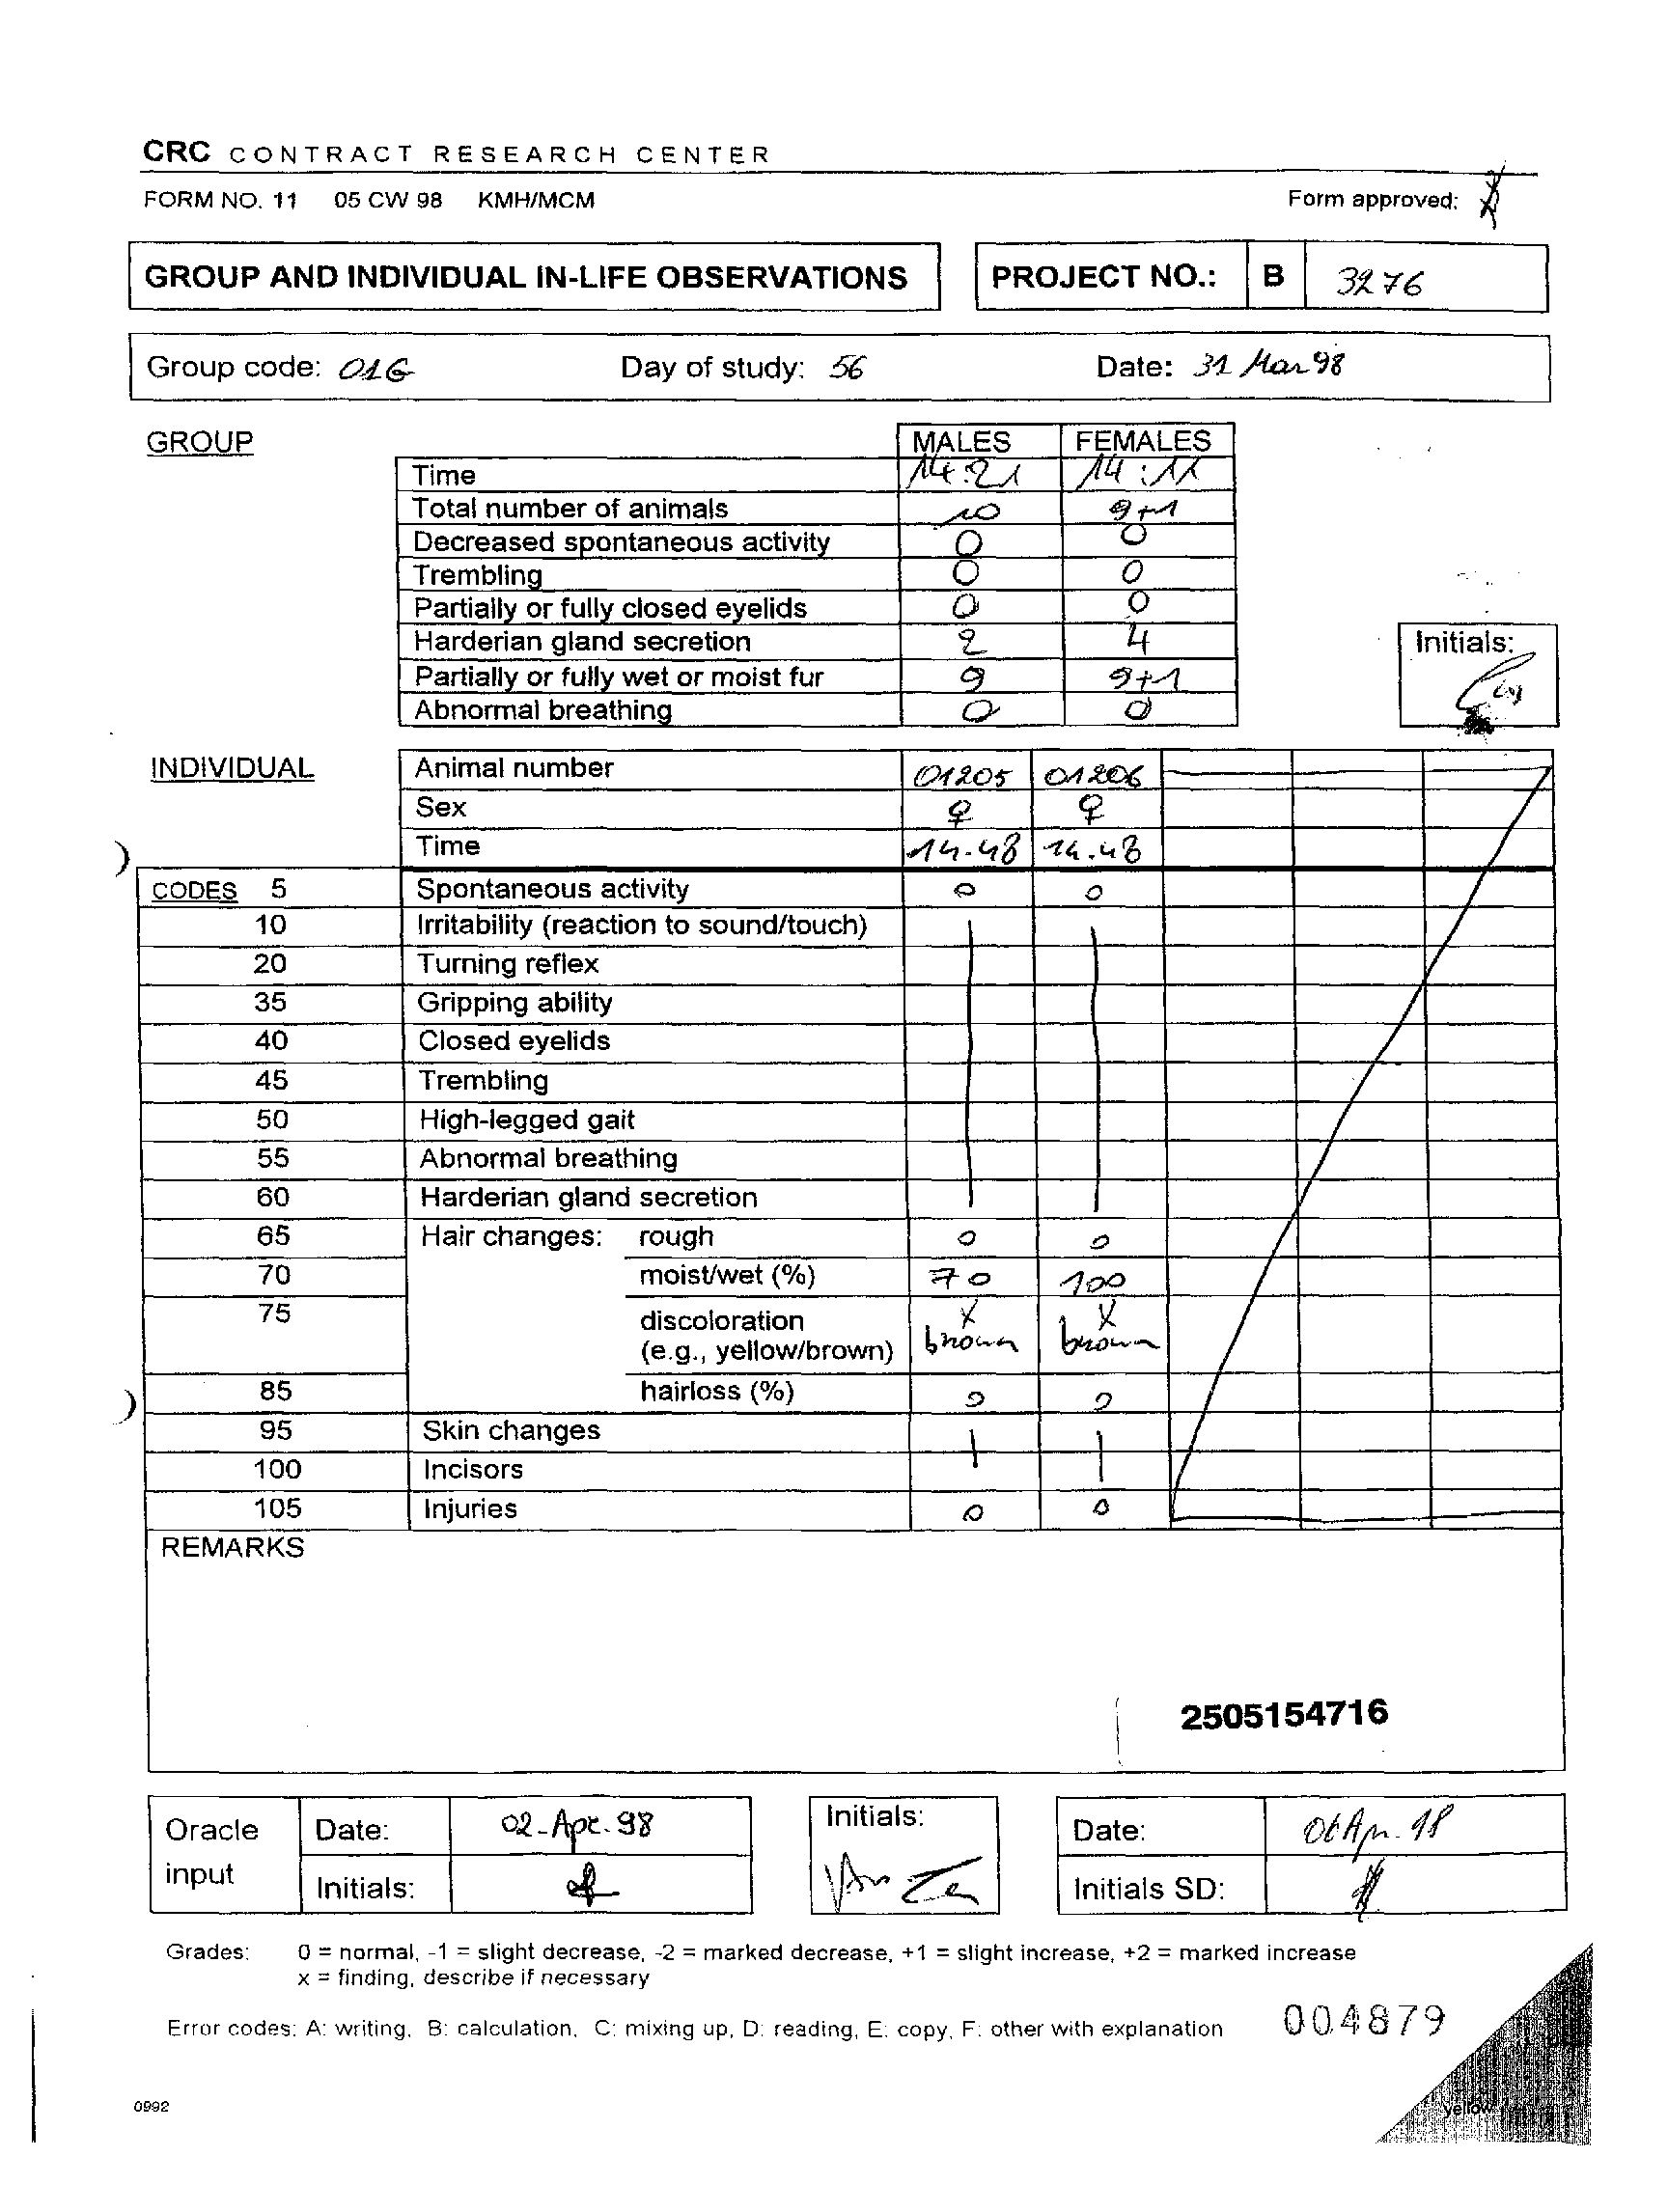 CRC CONTRACT RESEARCH CENTER
FORM NO. 11 05 CW 98 KMH/MCM Form approved:
GROUP AND INDIVIDUAL IN-LIFE OBSERVATIONS PROJECT NO.: B 3276
Group code: 01G Day of study: 56 Date: 31 Mar 98
GROUP MALES FEMALES
Time 14:21 14:11
Total number of animals 10 9+1
Decreased spontaneous activity 0 0
Trembling 0 0
Partially or fully closed eyelids 0 0
Harderian gland secretion 2 4
Initials:
Partially or fully wet or moist fur 9 9+1
Abnormal breathing 0 0
INDIVIDUAL Animal number 01205 01206
Sex ♀ ♀
Time 14.48 14.48
CODES 5 Spontaneous activity 0 0
10 Irritability (reaction to sound/touch)
20 Turning reflex
35 Gripping ability
40 Closed eyelids
45 Trembling
50 High-legged gait
55 Abnormal breathing
60 Harderian gland secretion
65 Hair changes: rough 0 0
70 moist/wet (%) 70 100
75 discoloration x x
(e.g., yellow/brown) brown brown
85 hairloss (%) 0 0
95 Skin changes
100 Incisors
105 Injuries 0 0
REMARKS
2505154716
Oracle input Date: 02-Apr. 98 Initials: Date: 06 Apr. 98
Initials: Initials SD:
Grades: 0 = normal, -1 = slight decrease, -2 = marked decrease, +1 = slight increase, +2 = marked increase
x = finding, describe if necessary
Error codes: A: writing, B: calculation, C: mixing up, D: reading, E: copy, F: other with explanation
004879
0992
yellow